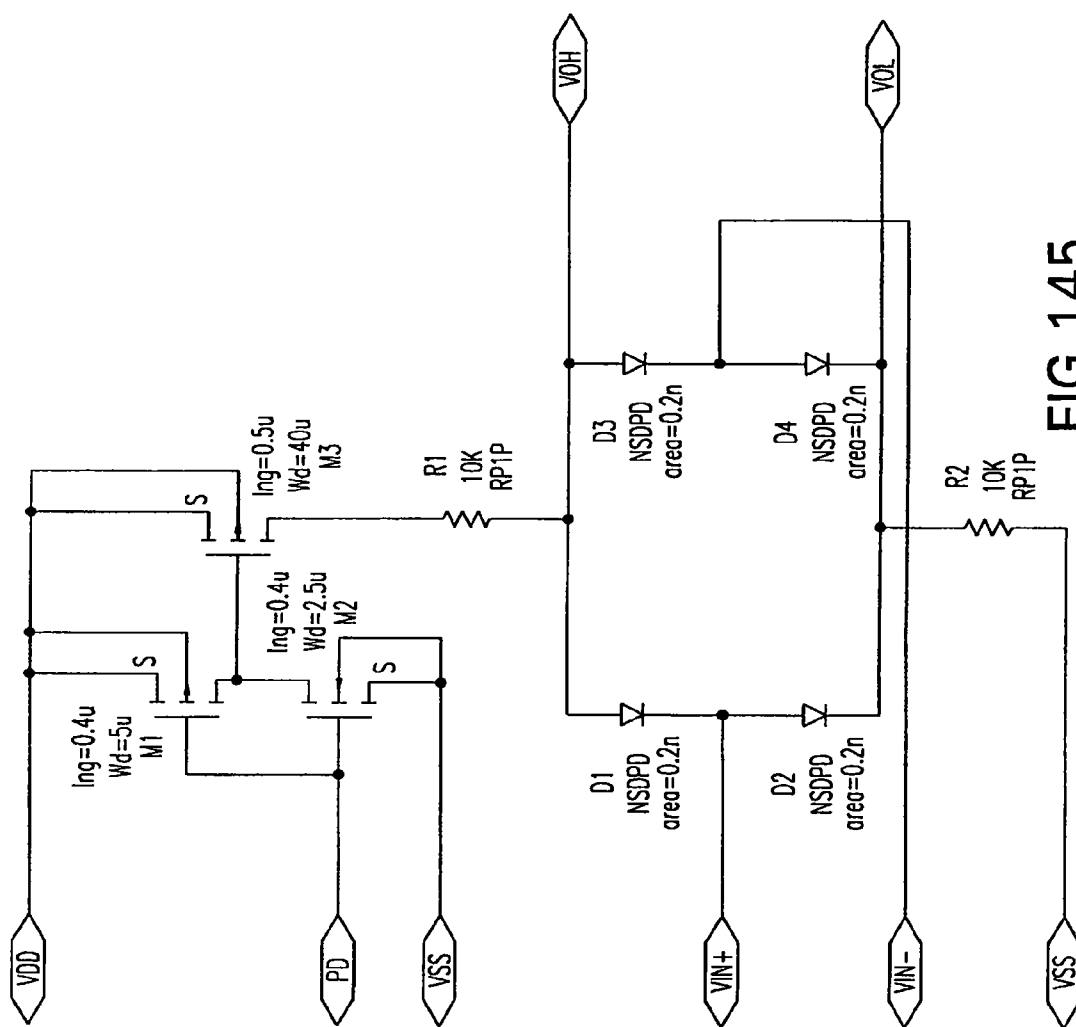 VDD
PD
VSS
VIN+
VIN-
VSS
lng=0.4u
Wd=5u
M1
S
lng=0.4u
Wd=2.5u
M2
S
lng=0.5u
Wd=40u
M3
S
R1
10K
RP1P
D1
NSDPD
area=0.2n
D2
NSDPD
area=0.2n
D3
NSDPD
area=0.2n
D4
NSDPD
area=0.2n
R2
10K
RP1P
VOH
VOL
FIG.145